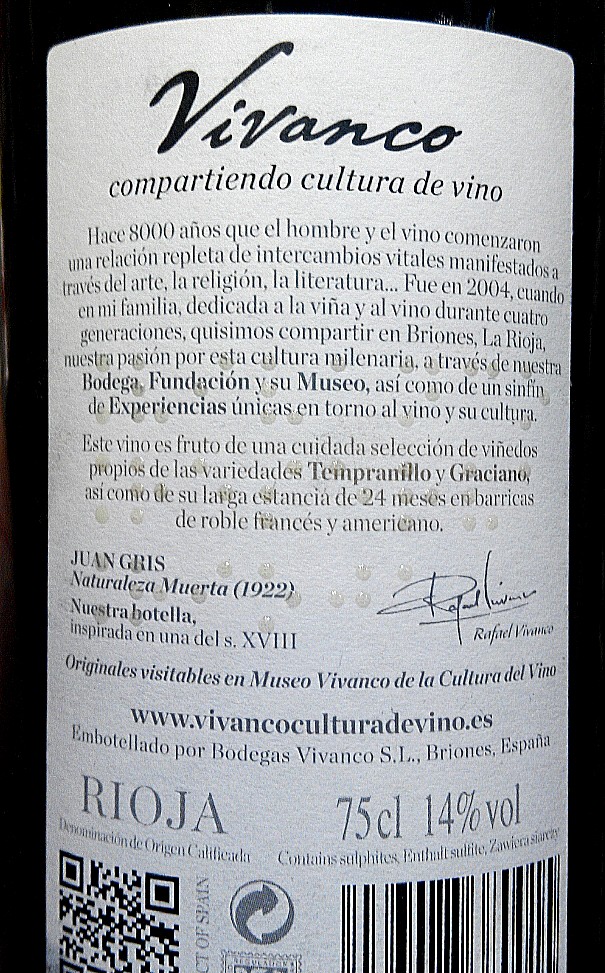 Vivanco
compartiendo cultura de vino
Hace 8000 años que el hombre y el vino comenzaron
una relación repleta de intercambios vitales manifestados a
través del arte, la religión, la literatura... Fue en 2004, cuando
en mi familia, dedicada a la viña y al vino durante cuatro
generaciones, quisimos compartir en Briones, La Rioja,
nuestra pasión por esta cultura milenaria, a través de nuestra
Bodega, Fundación y su Museo, así como de un sinfín
de Experiencias únicas en torno al vino y su cultura.
Este vino es fruto de una cuidada selección de viñedos
propios de las variedades Tempranillo y Graciano,
así como de su larga estancia de 24 meses en barricas
de roble francés y americano.
JUAN GRIS
Naturaleza Muerta (1922)
Nuestra botella,
inspirada en una del s. XVIII
Rafael Vivanco
Rafael Vivanco
Originales visitables en Museo Vivanco de la Cultura del Vino
www.vivancoculturadevino.es
Embotellado por Bodegas Vivanco S.L., Briones, España
RIOJA
Denominación de Origen Calificada
75cl 14% vol
Contains sulphites, Enthält sulfite, Zawiera siarczy
CT OF SPAIN